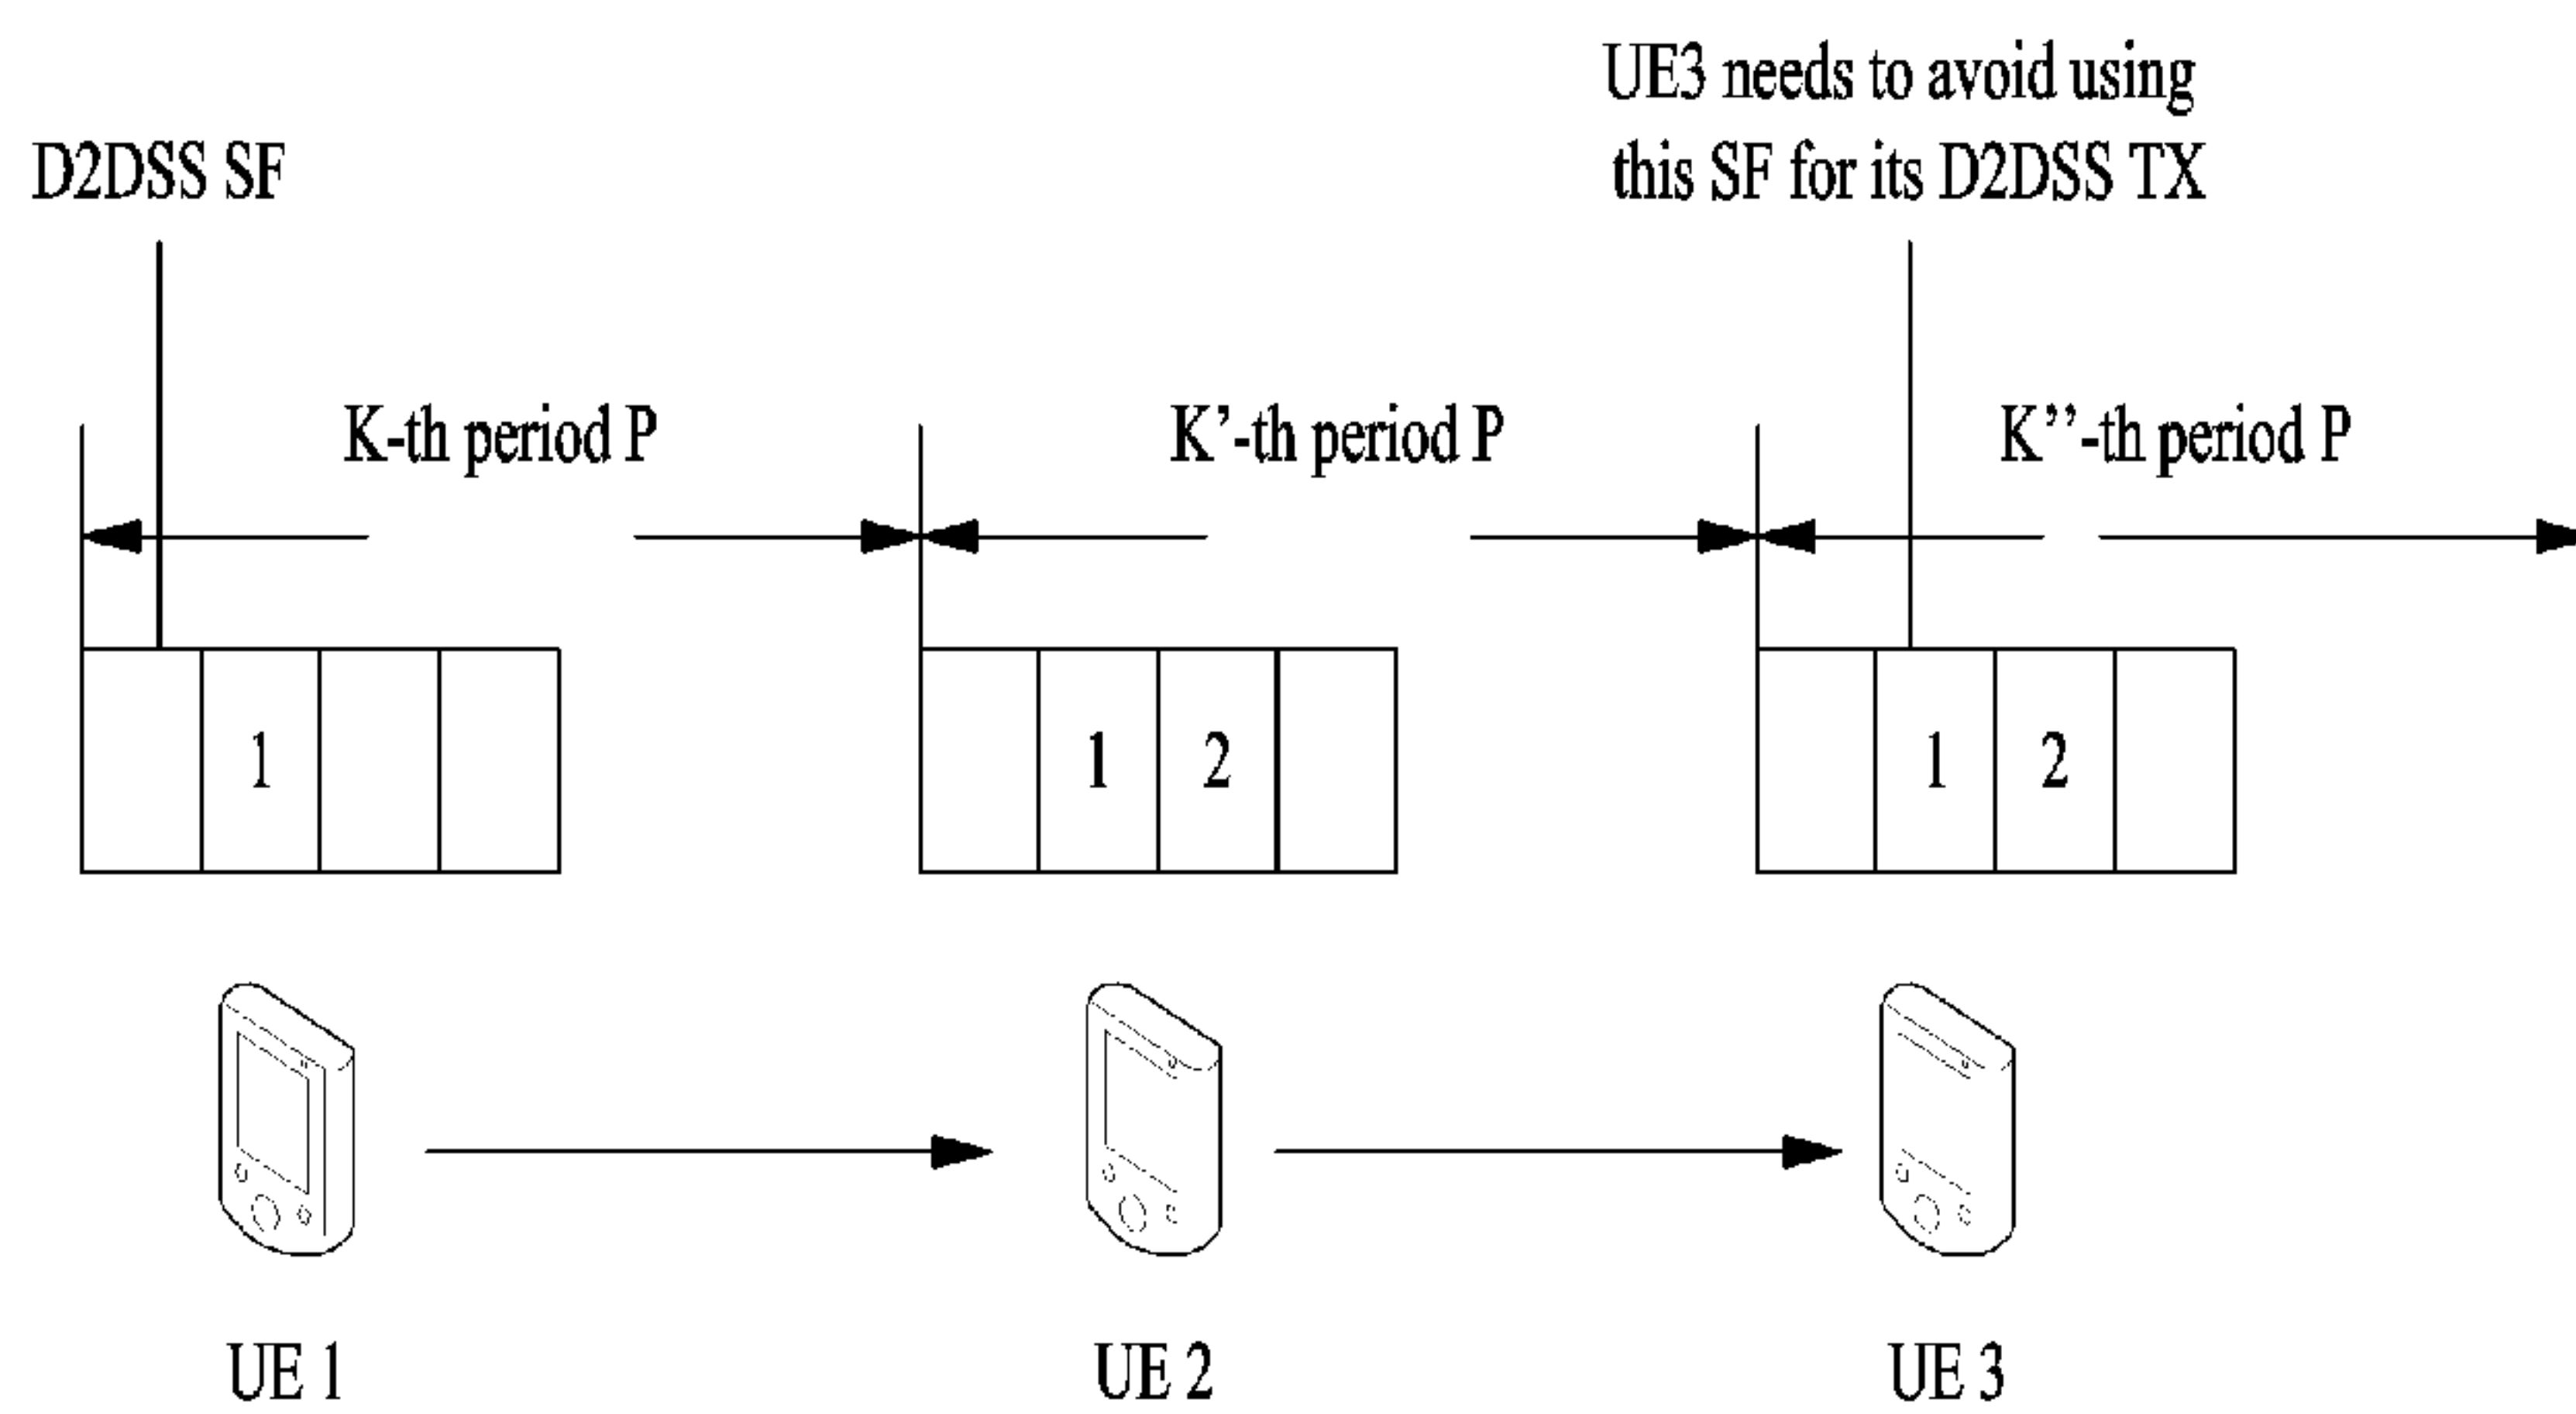 UE3 needs to avoid using
this SF for its D2DSS TX
D2DSS SF
K-th period P
K’-th period P
K’’-th period P
1
1 2
1 2
UE 1
UE 2
UE 3